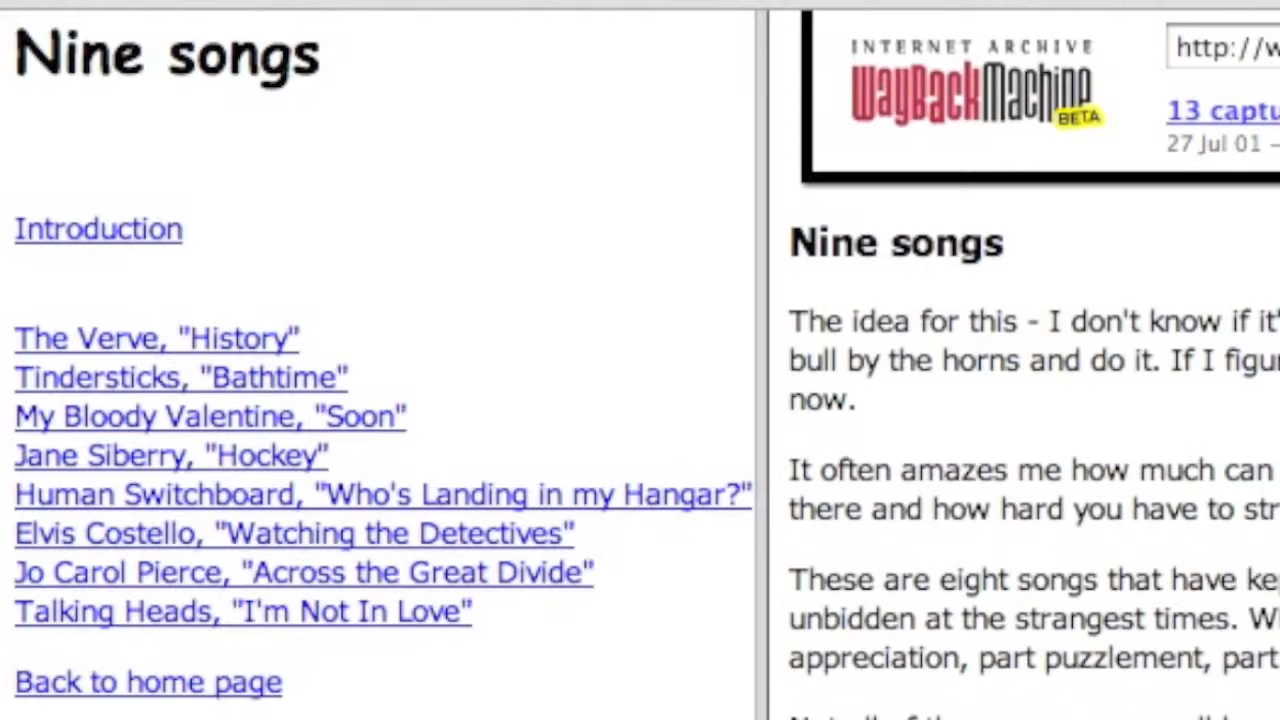 Nine songs
Introduction
The Verve, "History"
Tindersticks, "Bathtime"
My Bloody Valentine, "Soon"
Jane Siberry, "Hockey"
Human Switchboard, "Who's Landing in my Hangar?"
Elvis Costello, "Watching the Detectives"
Jo Carol Pierce, "Across the Great Divide"
Talking Heads, "I'm Not In Love"
Back to home page
INTERNET ARCHIVE
WayBackMachine
BETA
http://w
13 captu
27 Jul 01 –
Nine songs
The idea for this - I don't know if it'
bull by the horns and do it. If I figu
now.
It often amazes me how much can
there and how hard you have to str
These are eight songs that have ke
unbidden at the strangest times. W
appreciation, part puzzlement, part